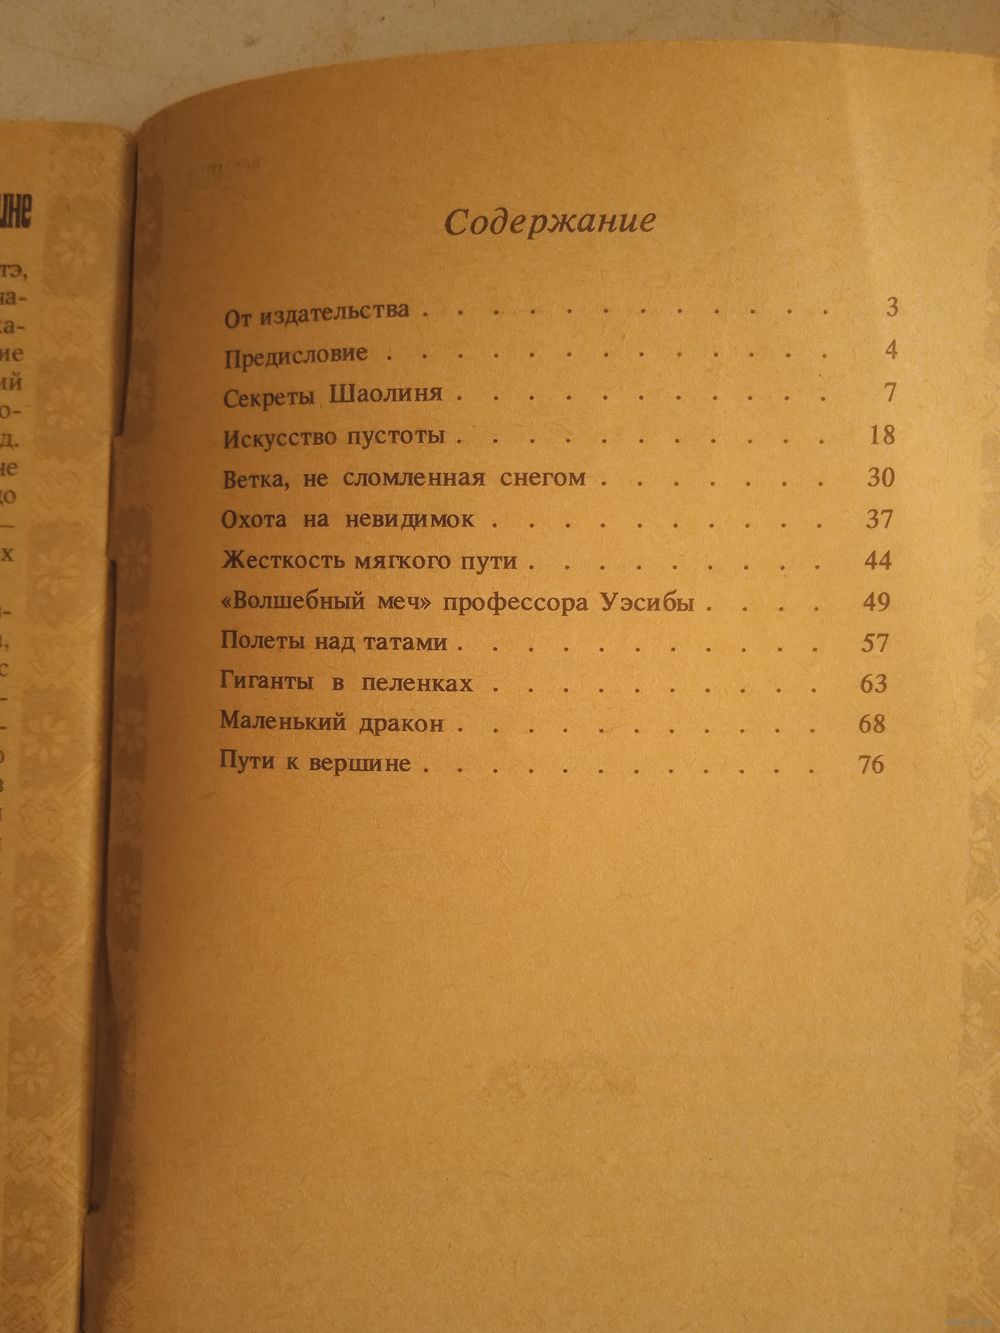 Содержание
От издательства . . . . . . . . . . . . 3
Предисловие . . . . . . . . . . . . . 4
Секреты Шаолиня . . . . . . . . . . . 7
Искусство пустоты . . . . . . . . . . . 18
Ветка, не сломленная снегом . . . . . . . 30
Охота на невидимок . . . . . . . . . . 37
Жесткость мягкого пути . . . . . . . . . 44
«Волшебный меч» профессора Уэсибы . . . . 49
Полеты над татами . . . . . . . . . . . 57
Гиганты в пеленках . . . . . . . . . . 63
Маленький дракон . . . . . . . . . . . 68
Пути к вершине . . . . . . . . . . . . 76